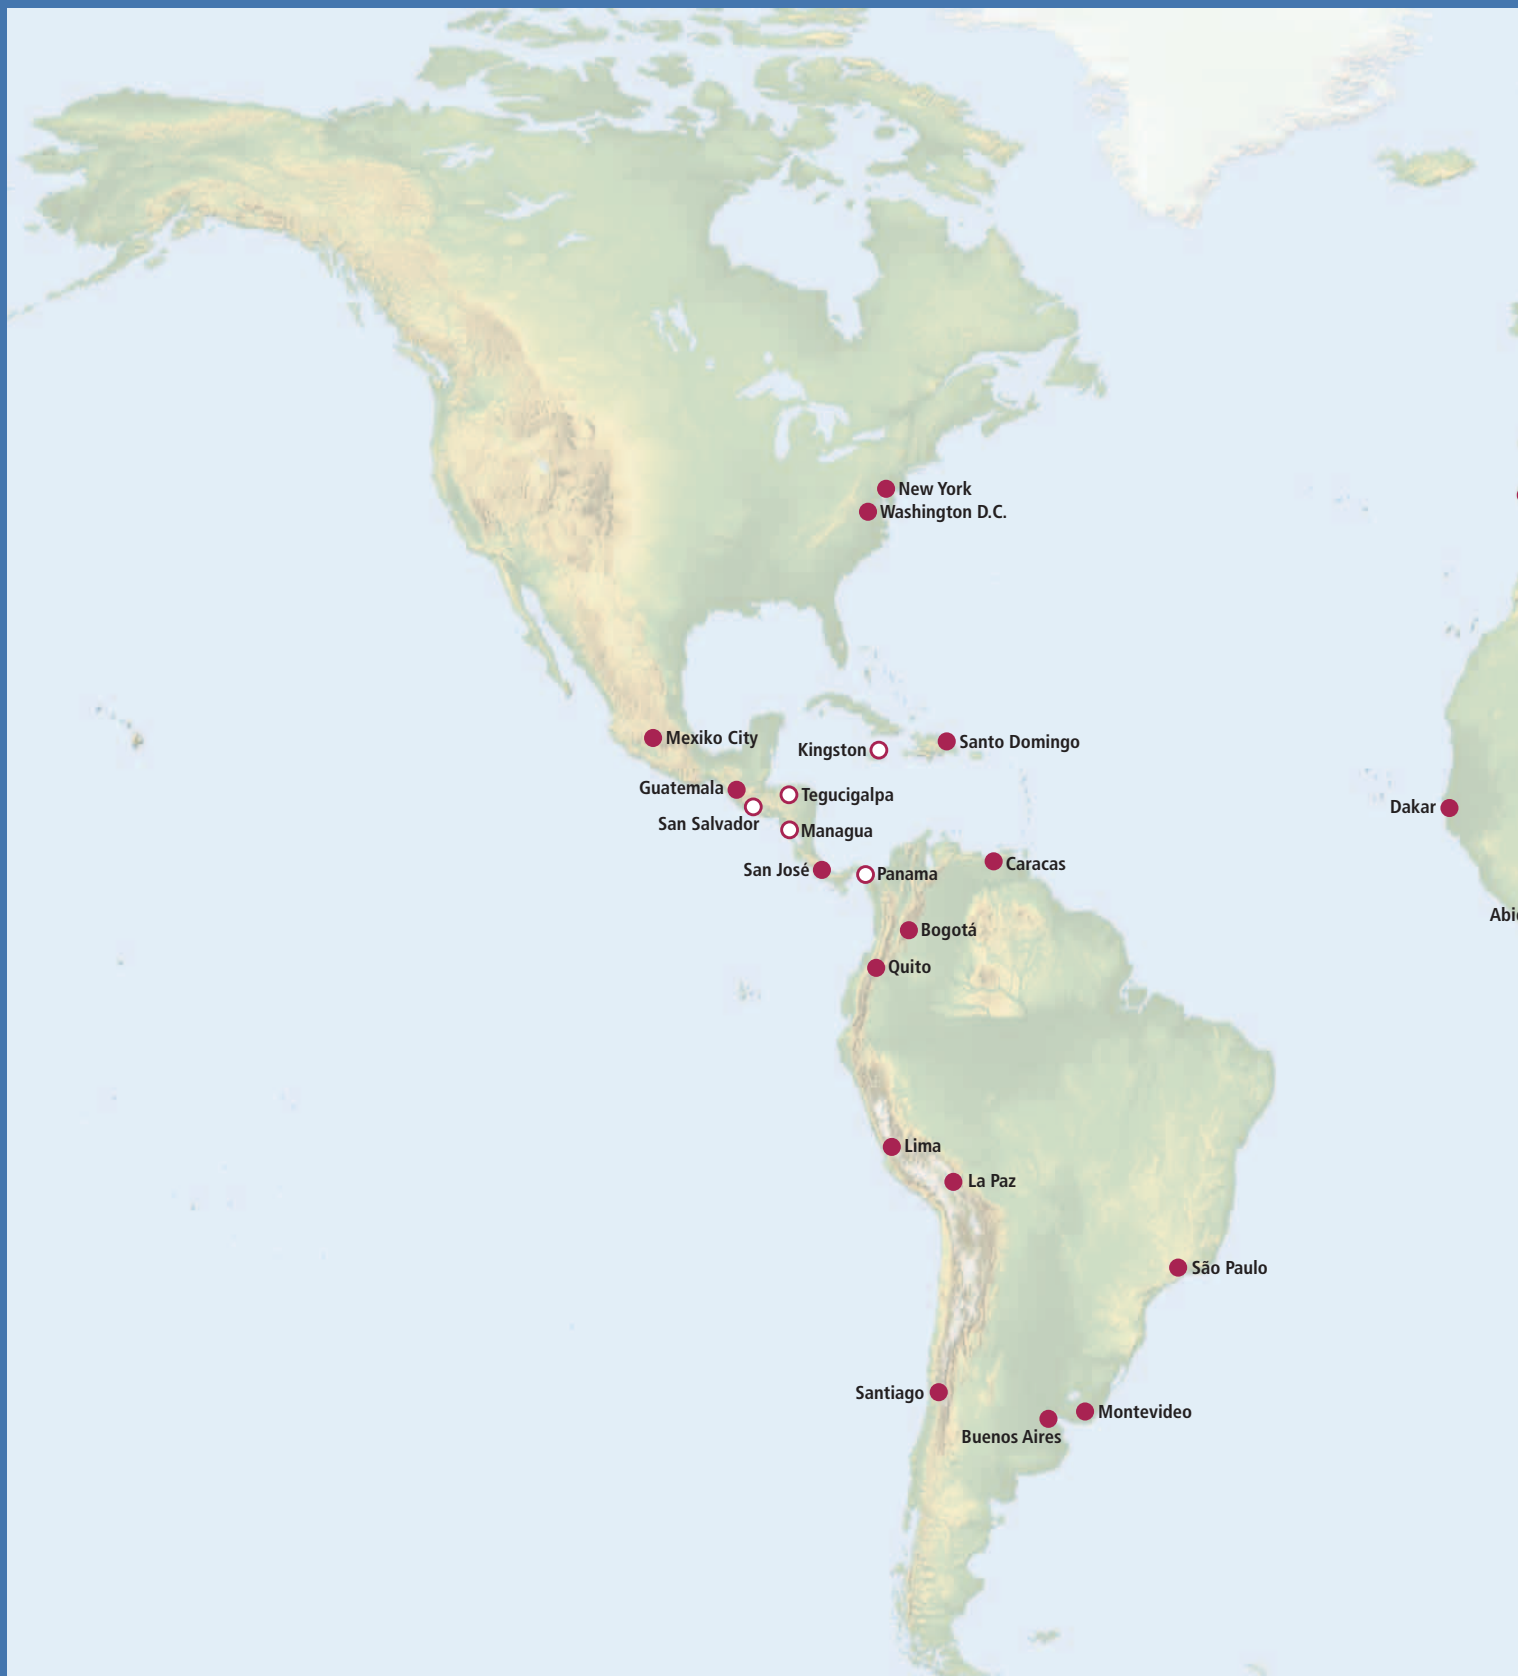 New York
Washington D.C.
Mexiko City
Kingston
Santo Domingo
Guatemala
Tegucigalpa
San Salvador
Managua
Dakar
San José
Panama
Caracas
Bogotá
Quito
Lima
La Paz
São Paulo
Santiago
Montevideo
Buenos Aires